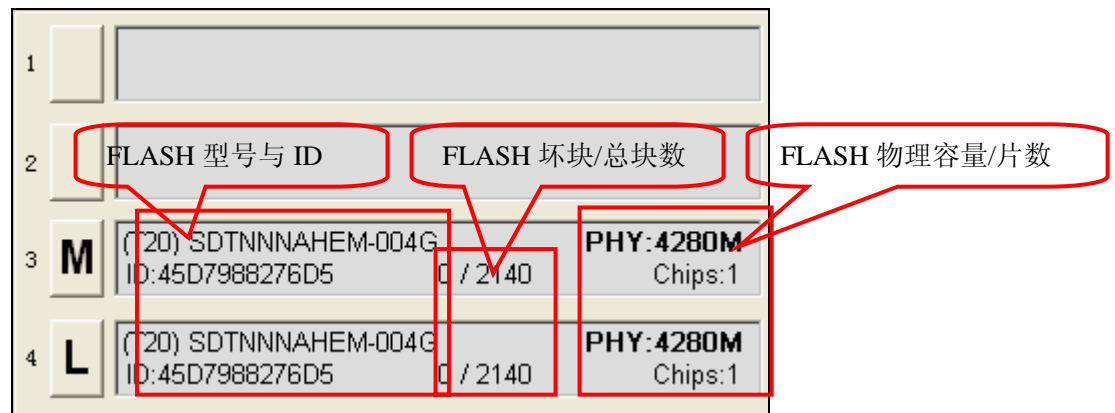 1
2
FLASH 型号与 ID
FLASH 坏块/总块数
FLASH 物理容量/片数
3 M (T20) SDTNNNAHEM-004G PHY:4280M
ID:45D7988276D5 0 / 2140 Chips:1
4 L (T20) SDTNNNAHEM-004G PHY:4280M
ID:45D7988276D5 0 / 2140 Chips:1